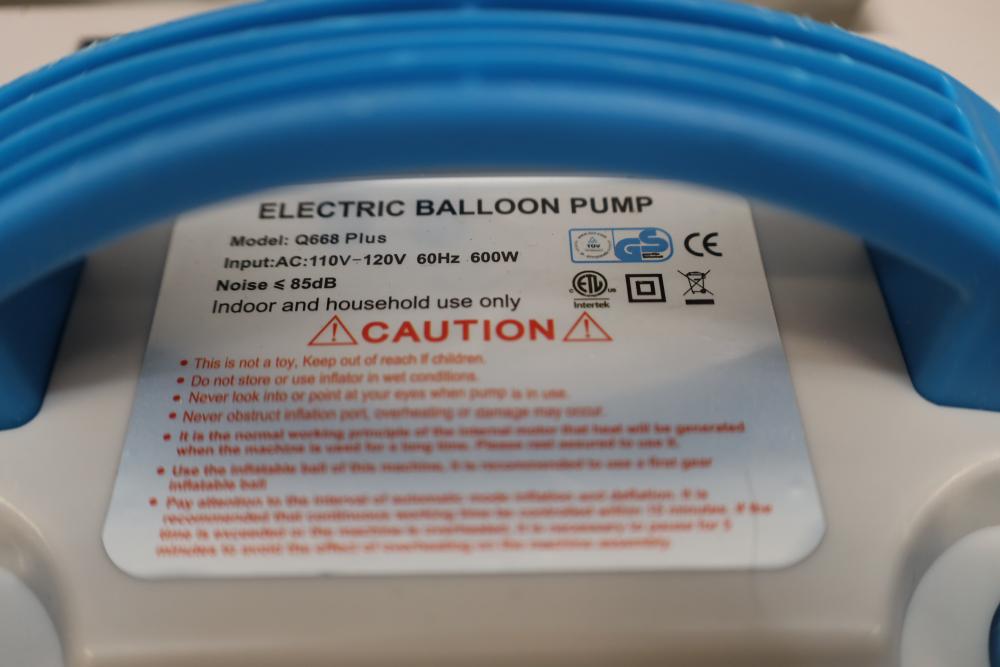 ELECTRIC BALLOON PUMP
Model: Q668 Plus
Input:AC:110V-120V 60Hz 600W
Noise ≤ 85dB
Indoor and household use only
TÜV
GS
CE
ETL
us
Intertek
CAUTION
• This is not a toy, Keep out of reach If children.
• Do not store or use inflator in wet conditions.
• Never look into or point at your eyes when pump is in use.
• Never obstruct inflation port, overheating or damage may occur.
• It is the normal working principle of the internal motor that heat will be generated
when the machine is used for a long time. Please rest assured to use it.
• Use the inflatable ball of this machine, it is recommended to use a first gear
inflatable ball
• Pay attention to the interval of automatic mode inflation and deflation. It is
recommended that continuous working time be controlled within 10 minutes. If the
time is exceeded or the machine is overheated, it is necessary to pause for 5
minutes to avoid the effect of overheating on the machine assembly.